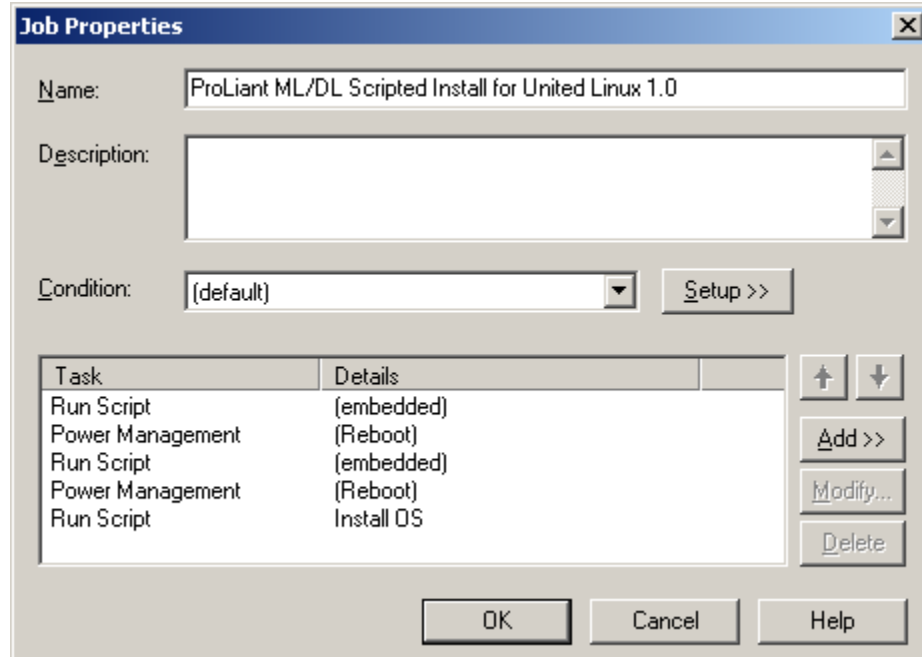 Job Properties
Name: ProLiant ML/DL Scripted Install for United Linux 1.0
Description:
Condition: (default) Setup >>
Task Details
Run Script (embedded)
Power Management (Reboot)
Add >>
Run Script (embedded)
Power Management (Reboot)
Modify...
Run Script Install OS
Delete
OK Cancel Help